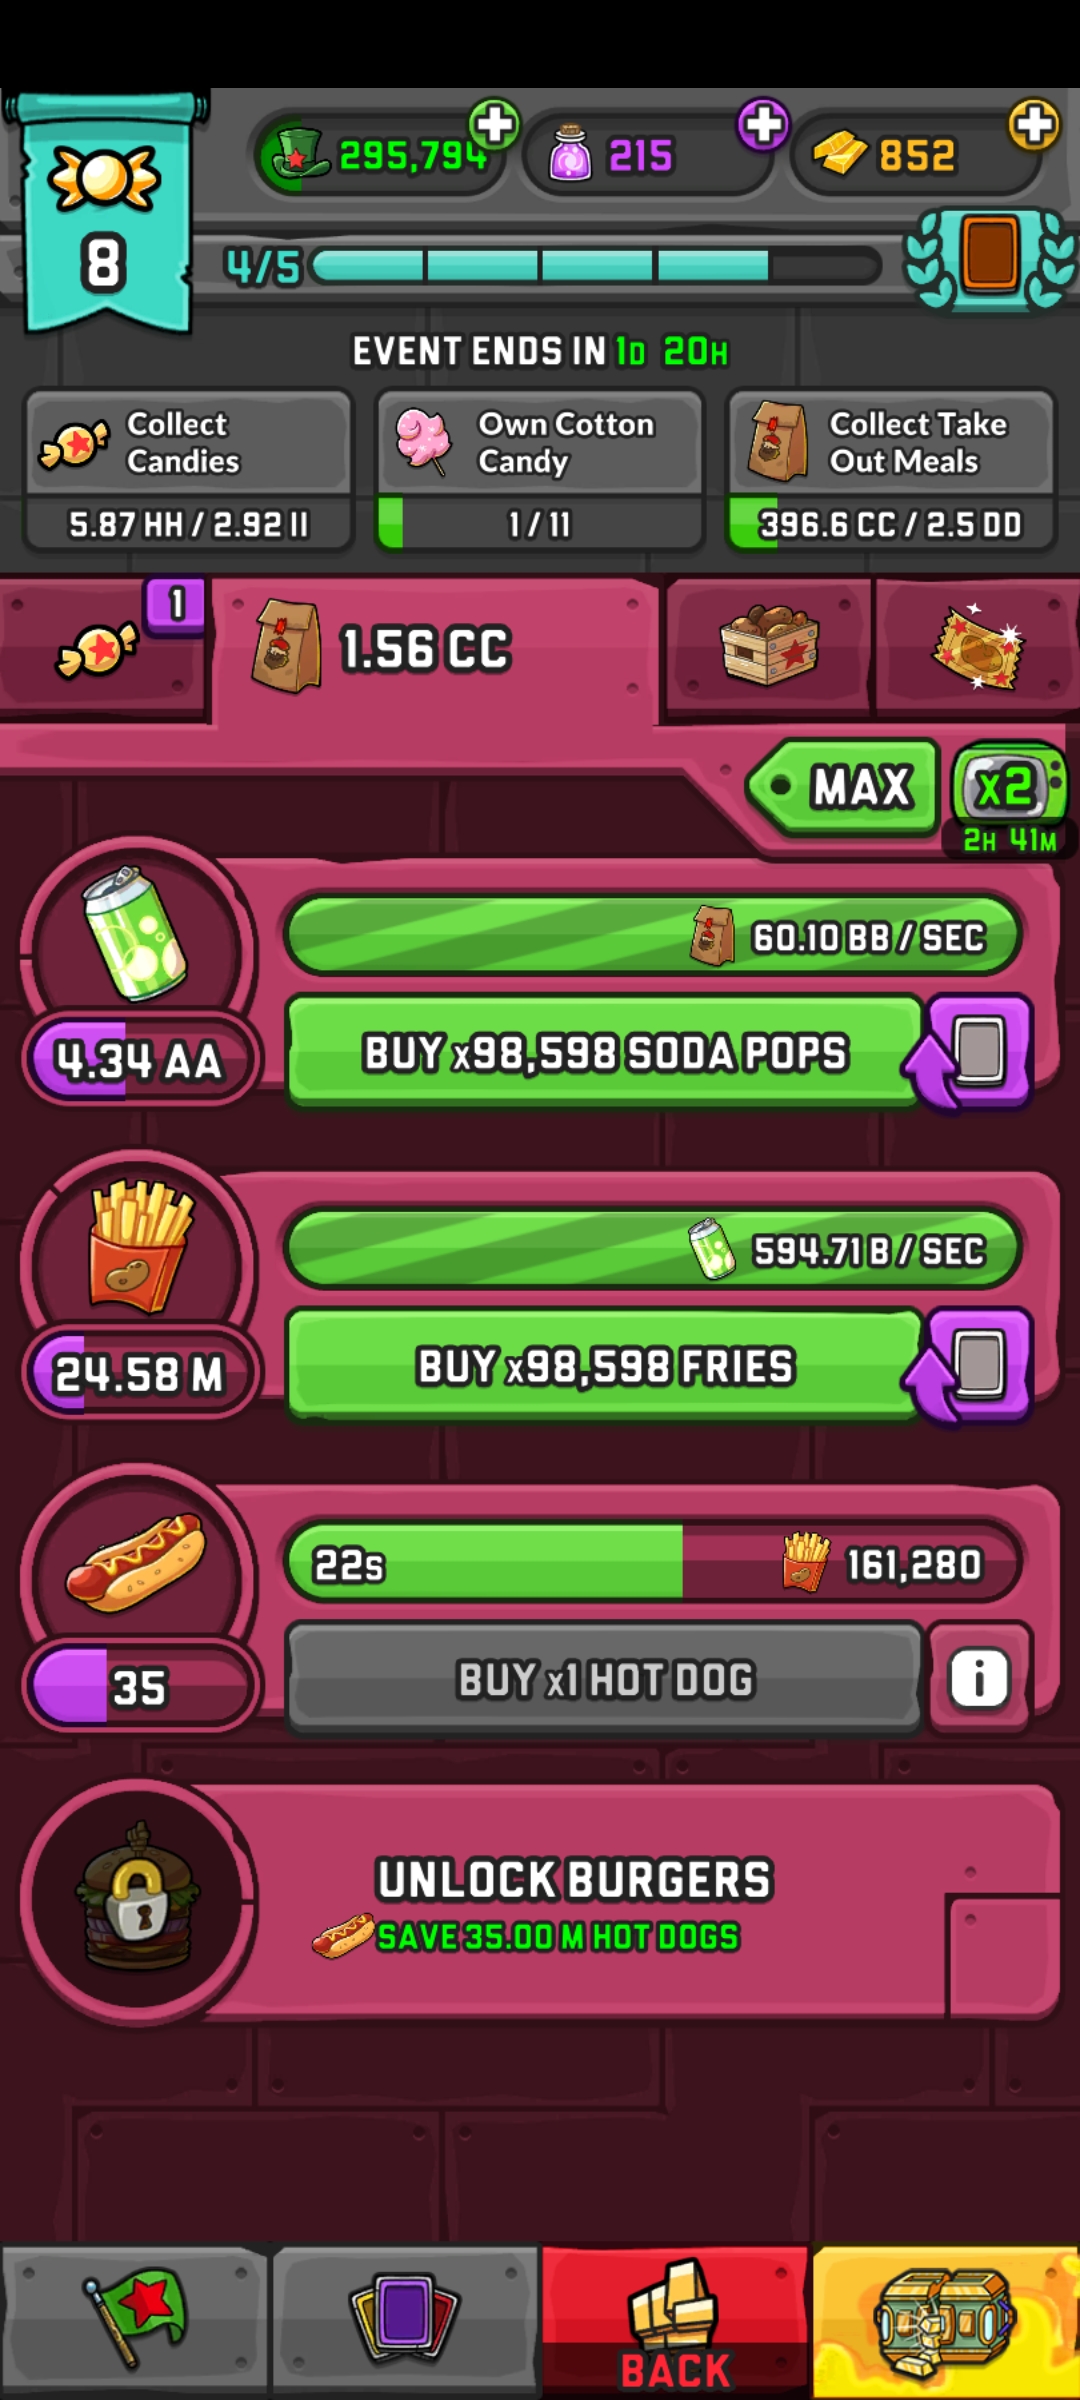 295,794
215
852
8
4/5
EVENT ENDS IN 1D 20H
Collect Candies
5.87 HH / 2.92 II
Own Cotton Candy
1 / 11
Collect Take Out Meals
396.6 CC / 2.5 DD
1
1.56 CC
MAX
x2
2H 41M
60.10 BB / SEC
4.34 AA
BUY x98,598 SODA POPS
594.71 B / SEC
24.58 M
BUY x98,598 FRIES
22s
161,280
35
BUY x1 HOT DOG
i
UNLOCK BURGERS
SAVE 35.00 M HOT DOGS
BACK